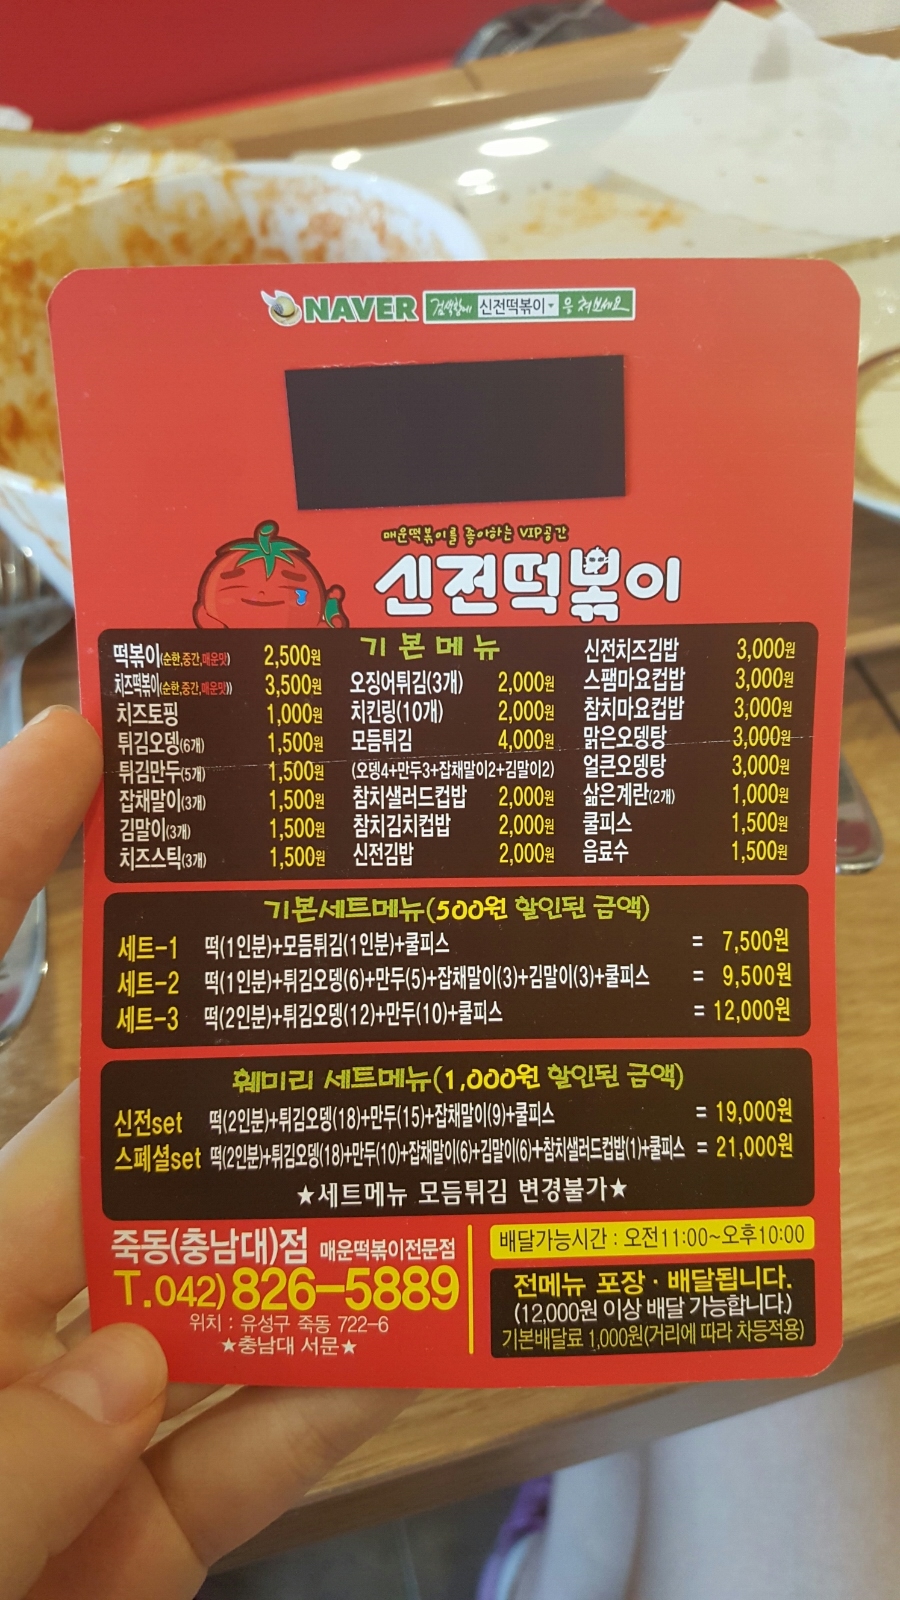 NAVER 검색창에 신전떡볶이 를 쳐보세요
매운떡볶이를 좋아하는 VIP공간
신전떡볶이
기본메뉴
떡볶이(순한,중간,매운맛) 2,500원
치즈떡볶이(순한,중간,매운맛)) 3,500원
치즈토핑 1,000원
튀김오뎅(6개) 1,500원
튀김만두(5개) 1,500원
잡채말이(3개) 1,500원
김말이(3개) 1,500원
치즈스틱(3개) 1,500원
오징어튀김(3개) 2,000원
치킨링(10개) 2,000원
모듬튀김 4,000원
(오뎅4+만두3+잡채말이2+김말이2)
참치샐러드컵밥 2,000원
참치김치컵밥 2,000원
신전김밥 2,000원
신전치즈김밥 3,000원
스팸마요컵밥 3,000원
참치마요컵밥 3,000원
맑은오뎅탕 3,000원
얼큰오뎅탕 3,000원
삶은계란(2개) 1,000원
쿨피스 1,500원
음료수 1,500원
기본세트메뉴(500원 할인된 금액)
세트-1 떡(1인분)+모듬튀김(1인분)+쿨피스 = 7,500원
세트-2 떡(1인분)+튀김오뎅(6)+만두(5)+잡채말이(3)+김말이(3)+쿨피스 = 9,500원
세트-3 떡(2인분)+튀김오뎅(12)+만두(10)+쿨피스 = 12,000원
훼미리 세트메뉴(1,000원 할인된 금액)
신전set 떡(2인분)+튀김오뎅(18)+만두(15)+잡채말이(9)+쿨피스 = 19,000원
스폐셜set 떡(2인분)+튀김오뎅(18)+만두(10)+잡채말이(6)+김말이(6)+참치샐러드컵밥(1)+쿨피스 = 21,000원
★세트메뉴 모듬튀김 변경불가★
죽동(충남대)점 매운떡볶이전문점
T.042)826-5889
위치 : 유성구 죽동 722-6
★충남대 서문★
배달가능시간 : 오전11:00~오후10:00
전메뉴 포장·배달됩니다.
(12,000원 이상 배달 가능합니다.)
기본배달료 1,000원(거리에 따라 차등적용)